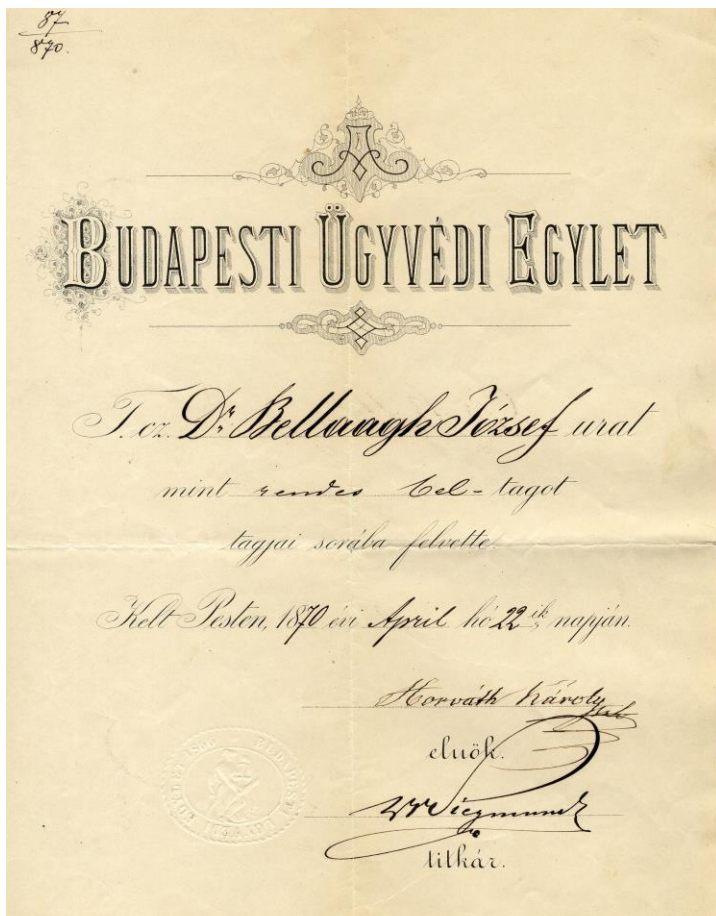 87
870.
A
BUDAPESTI ÜGYVÉDI EGYLET
T. cz. Dr. Bellaagh József urat
mint rendes bel-tagot
tagjai sorába felvette.
Kelt Pesten, 1870 évi April hó 22ik napján.
Horváth Károly
elnök.
titkár.